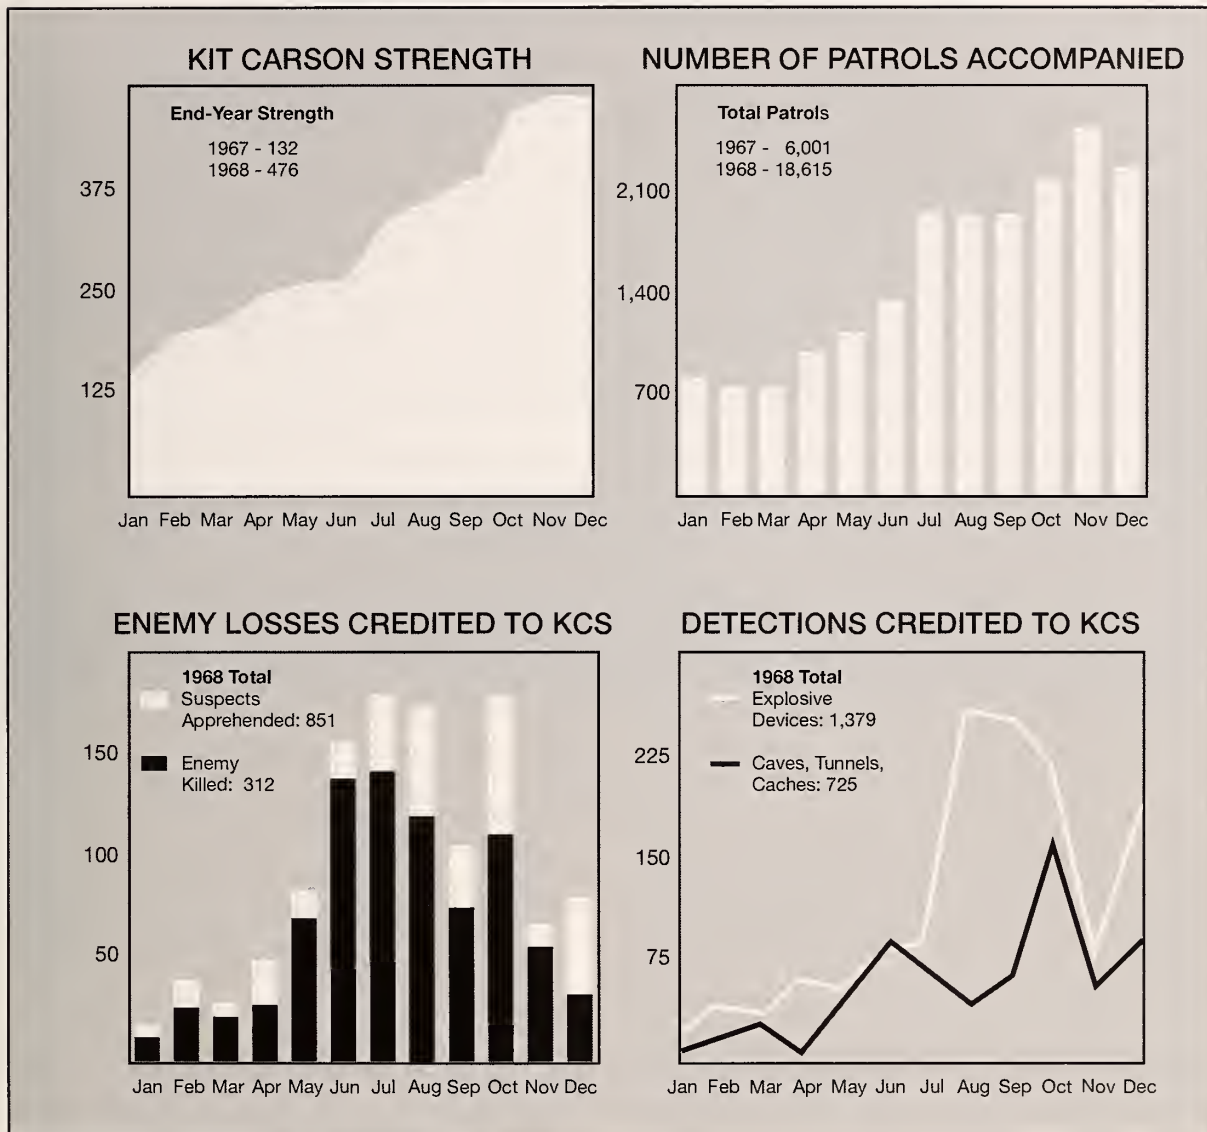 KIT CARSON STRENGTH
End-Year Strength
1967 - 132
1968 - 476
375
250
125
Jan Feb Mar Apr May Jun Jul Aug Sep Oct Nov Dec
NUMBER OF PATROLS ACCOMPANIED
Total Patrols
1967 - 6,001
1968 - 18,615
2,100
1,400
700
Jan Feb Mar Apr May Jun Jul Aug Sep Oct Nov Dec
ENEMY LOSSES CREDITED TO KCS
1968 Total
Suspects
Apprehended: 851
Enemy
Killed: 312
150
100
50
Jan Feb Mar Apr May Jun Jul Aug Sep Oct Nov Dec
DETECTIONS CREDITED TO KCS
1968 Total
Explosive
Devices: 1,379
Caves, Tunnels,
Caches: 725
225
150
75
Jan Feb Mar Apr May Jun Jul Aug Sep Oct Nov Dec